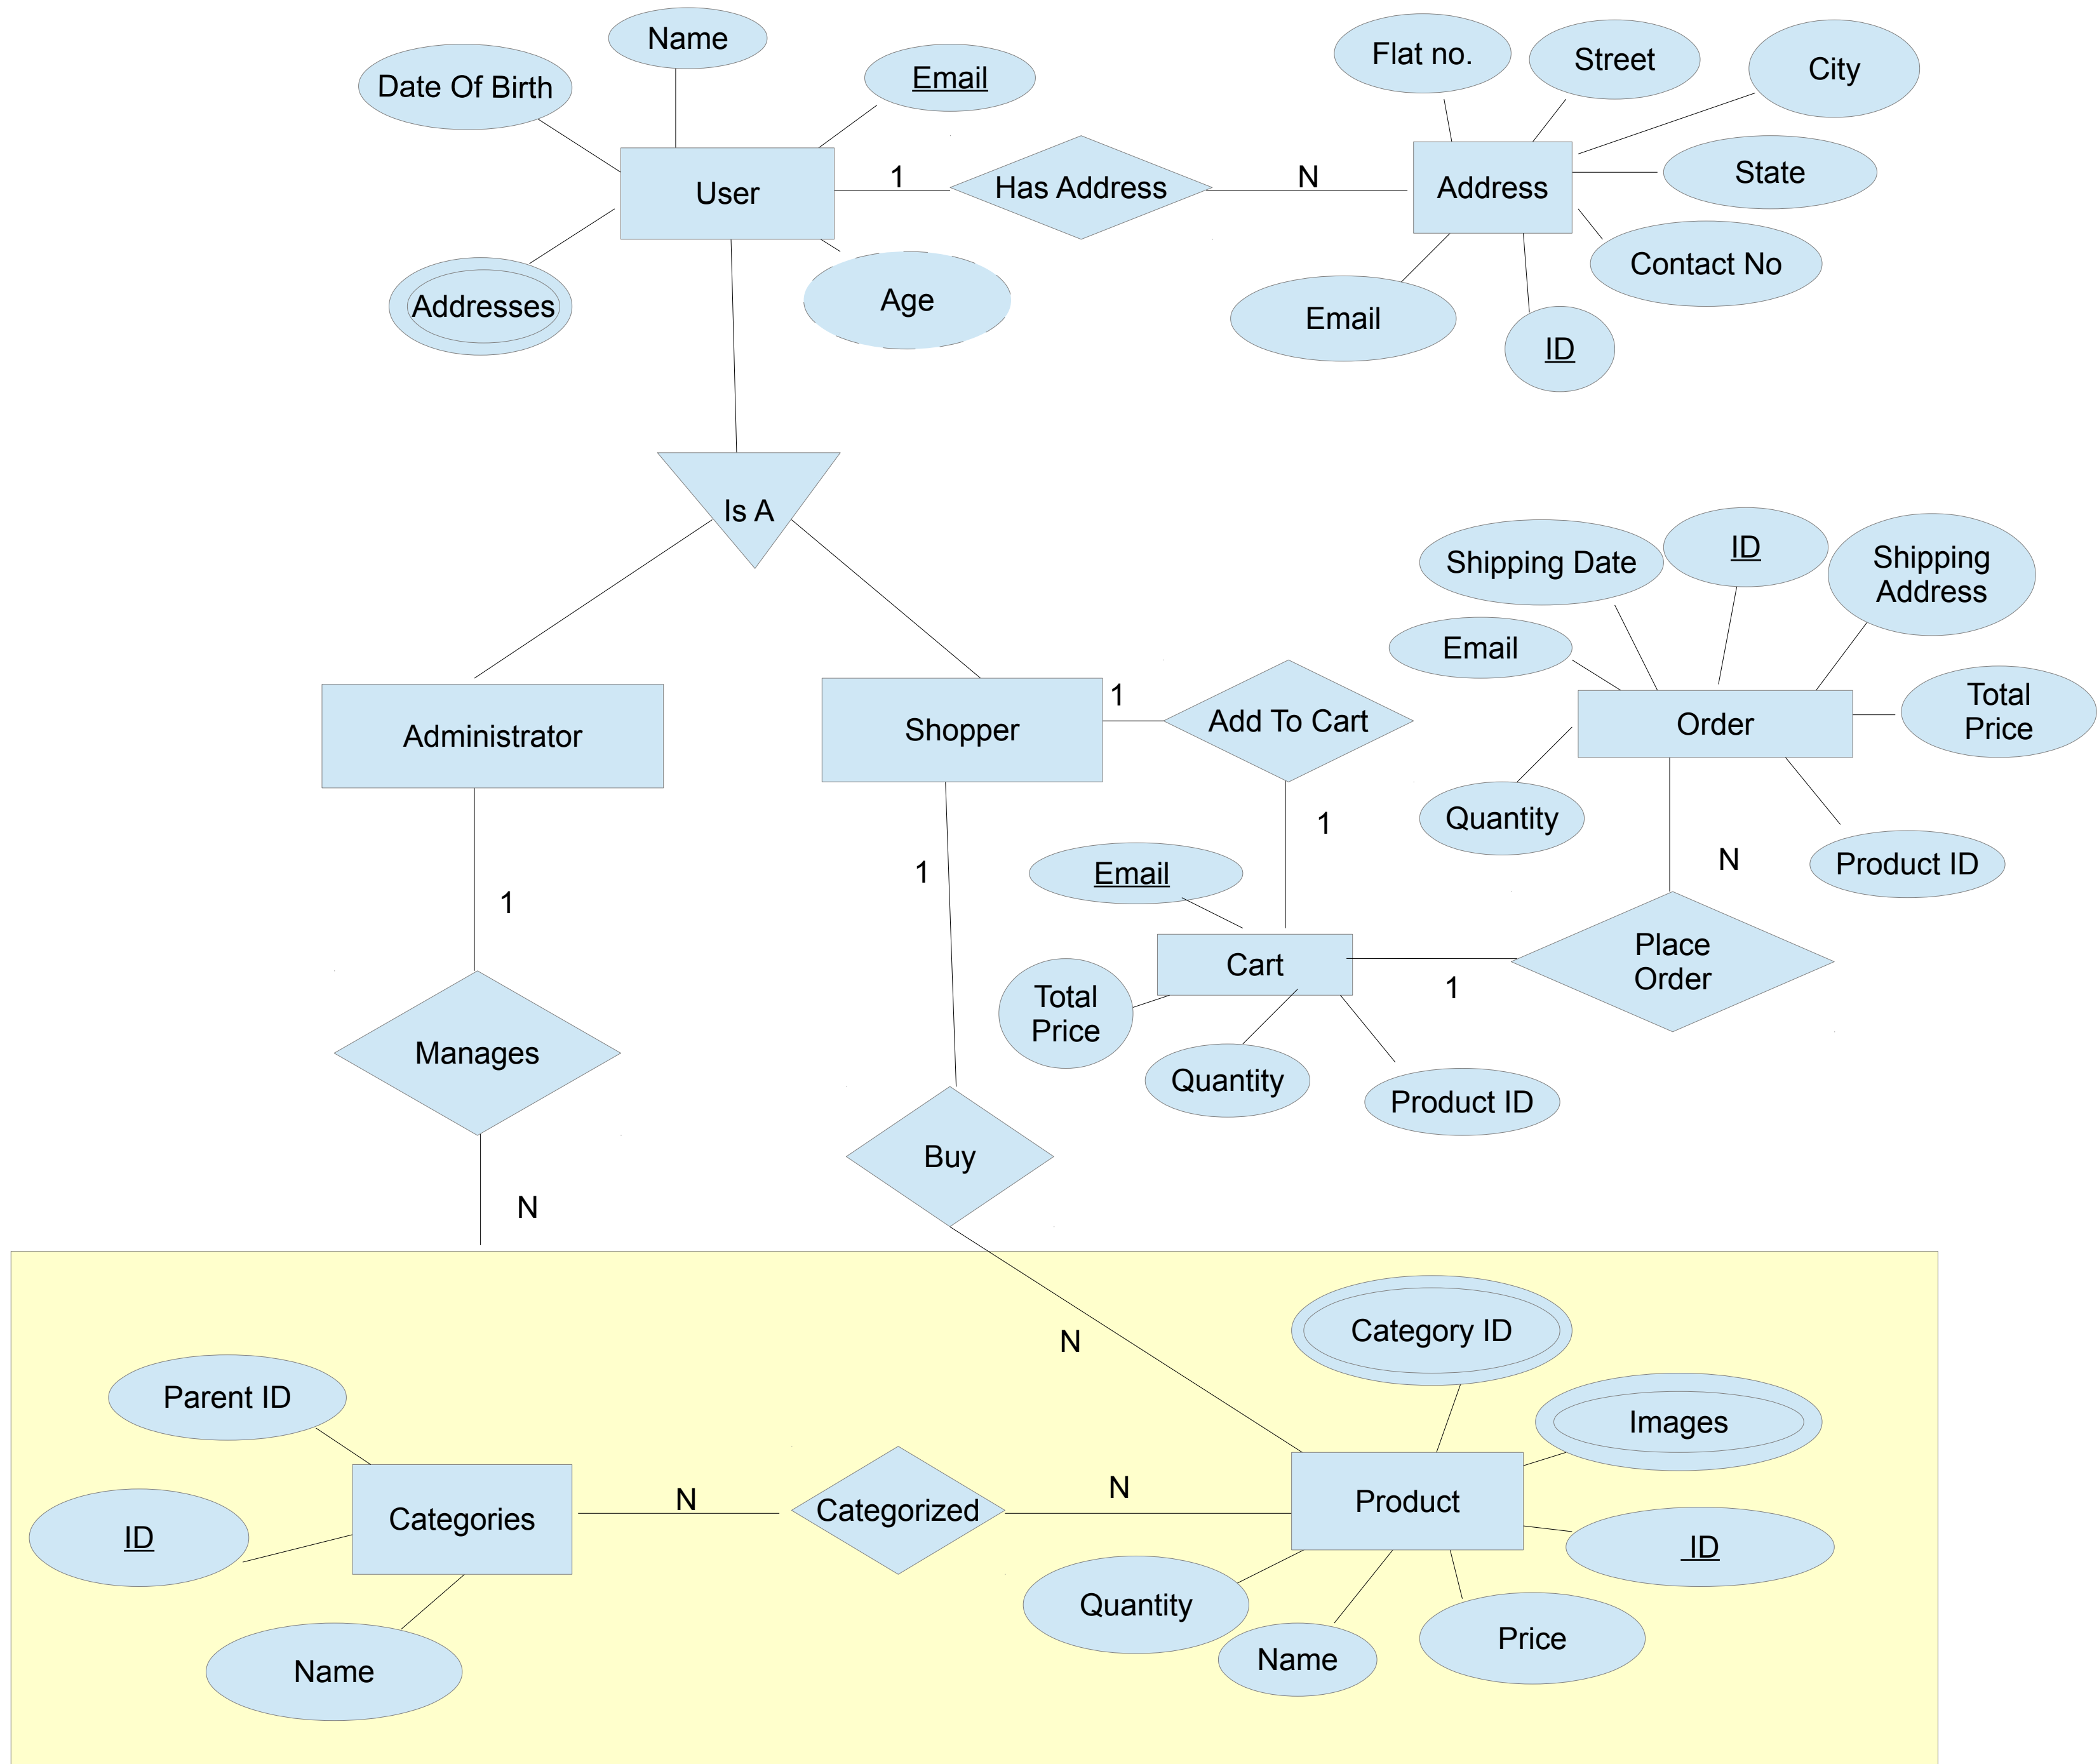 Name
Date Of Birth
Email
Flat no.
Street
City
User
1
Has Address
N
Address
State
Contact No
Addresses
Age
Email
ID
Is A
Shipping Date
ID
Shipping
Address
Email
Administrator
Shopper
1
Add To Cart
Order
Total
Price
Quantity
1
Product ID
1
1
N
Email
Cart
1
Place
Order
Total
Price
Quantity
Product ID
Manages
Buy
N
N
Category ID
Images
Parent ID
Categories
N
Categorized
N
Product
ID
ID
Quantity
Name
Price
Name